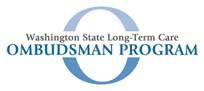 Washington State Long-Term Care
OMBUDSMAN PROGRAM